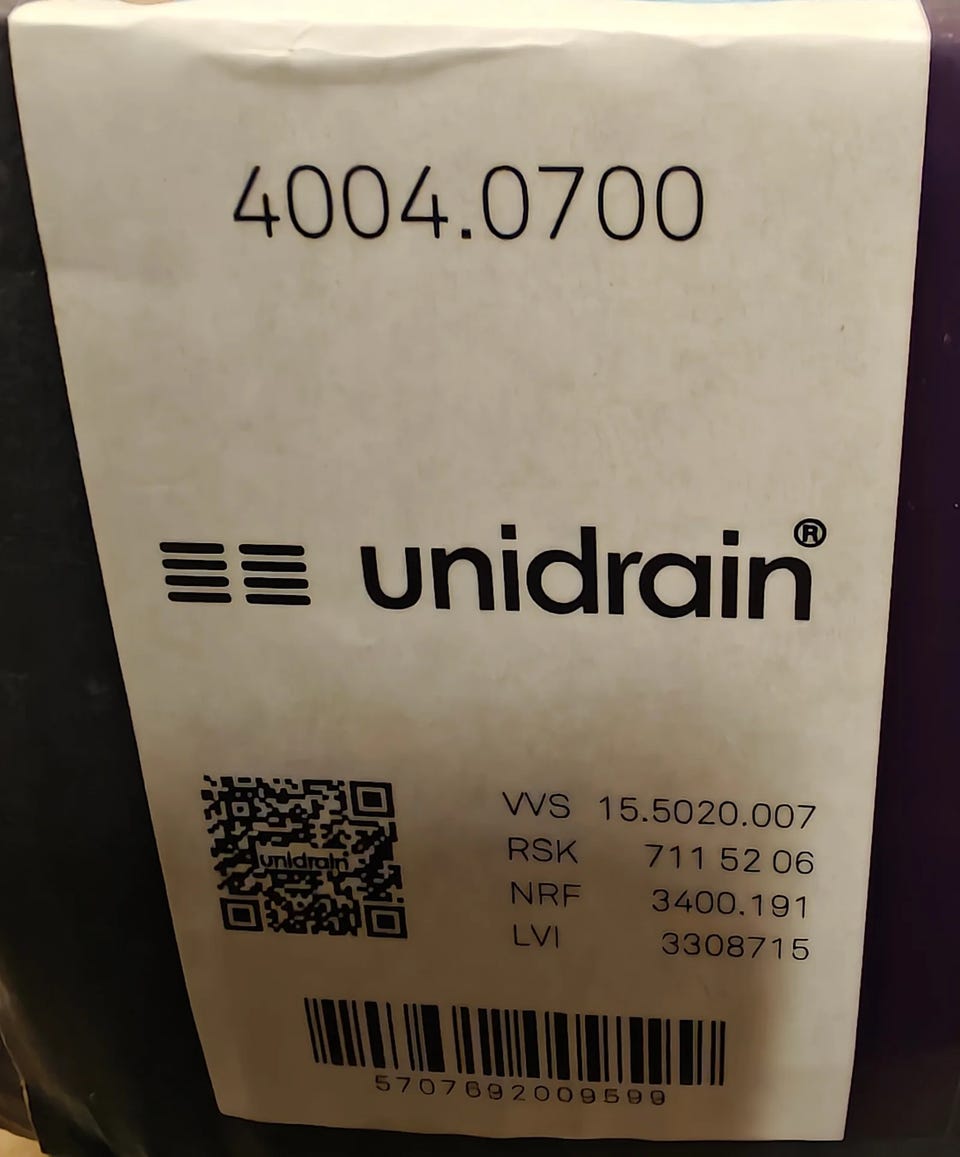 4004.0700
unidrain®
unidrain
VVS 15.5020.007
RSK 711 52 06
NRF 3400.191
LVI 3308715
5707692009599